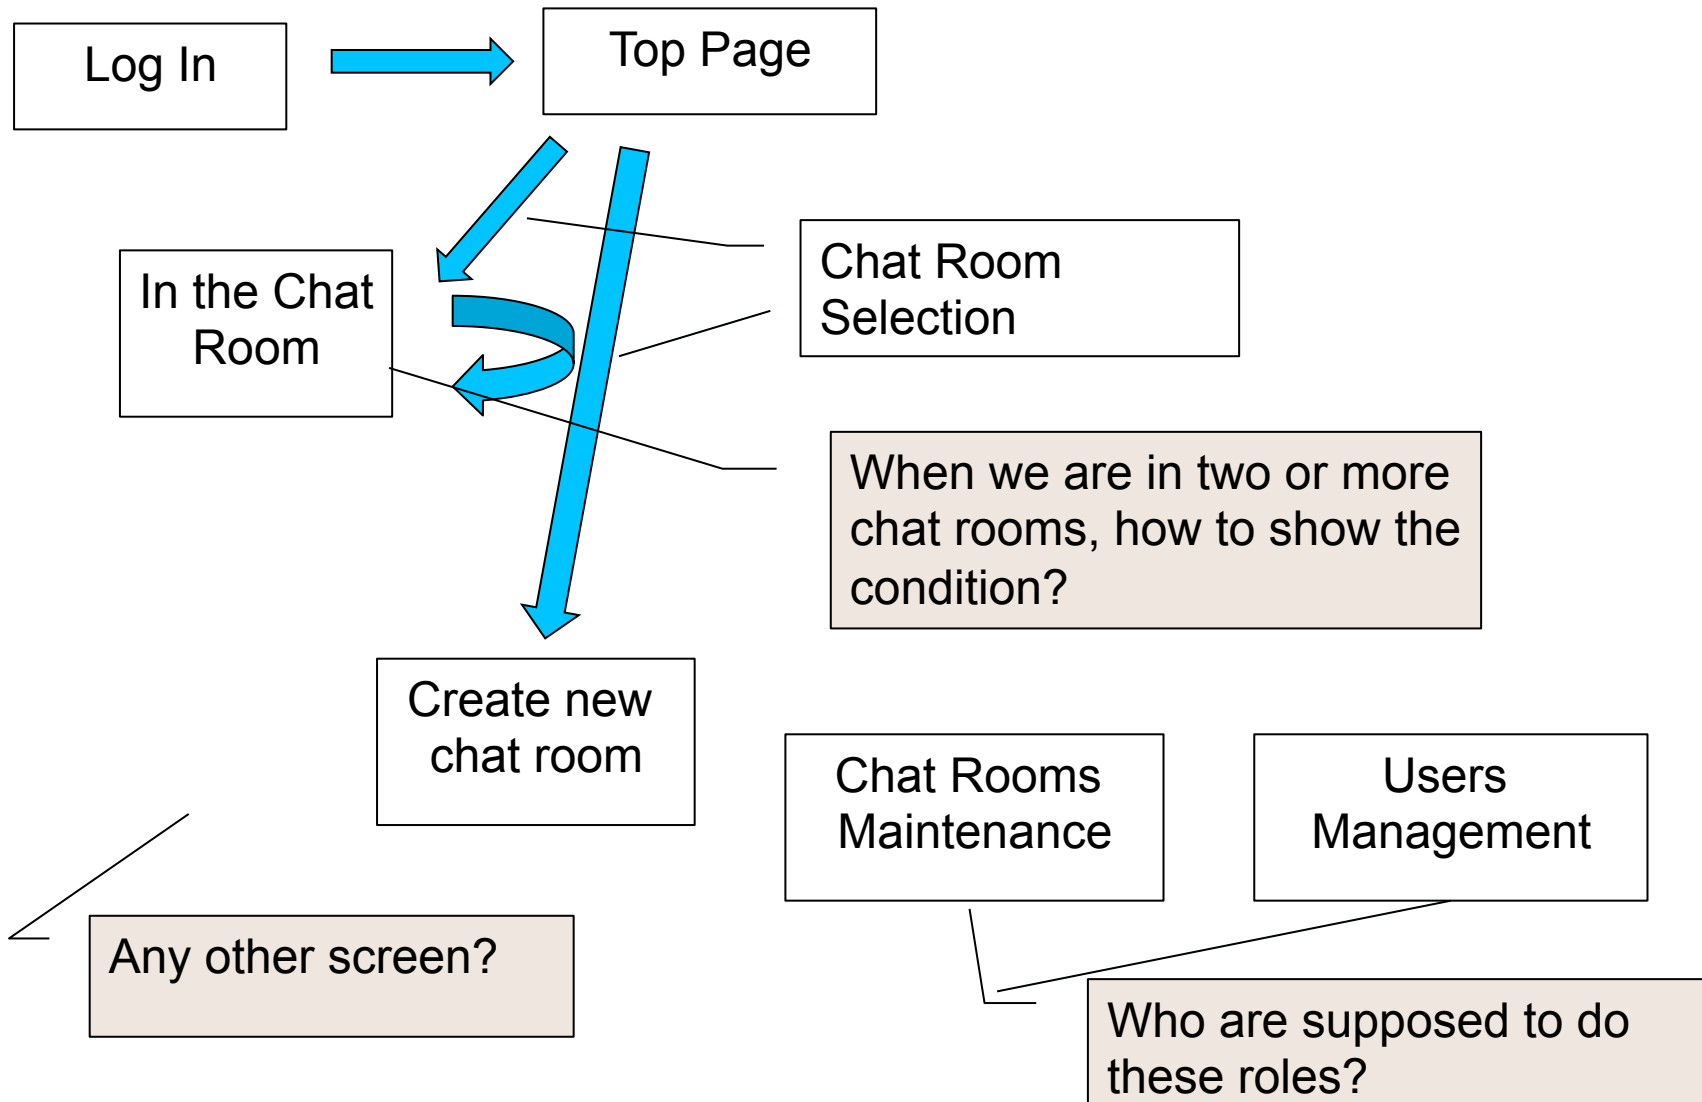 Log In
Top Page
Chat Room
Selection
In the Chat
Room
When we are in two or more
chat rooms, how to show the
condition?
Create new
chat room
Chat Rooms
Maintenance
Users
Management
Any other screen?
Who are supposed to do
these roles?